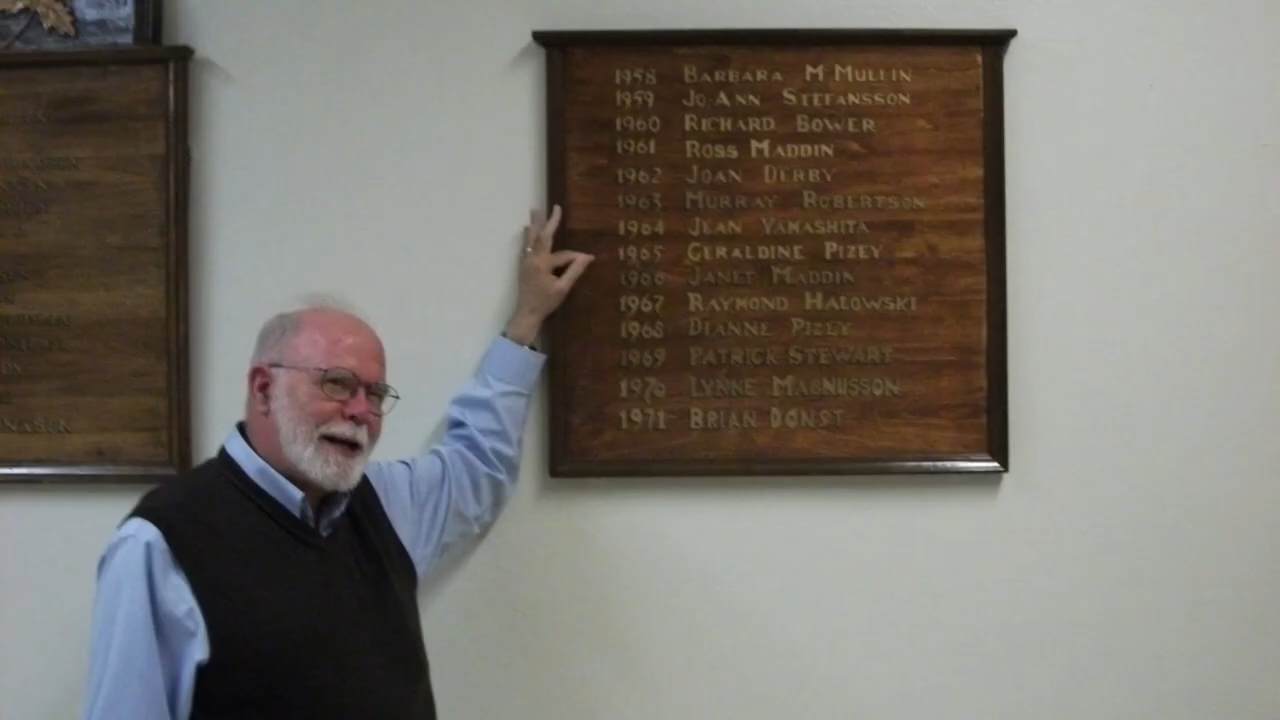 1958 BARBARA MCMULLIN
1959 JO ANN STEFANSSON
1960 RICHARD BOWER
1961 ROSS MADDIN
1962 JOAN DERBY
1963 MURRAY ROBERTSON
1964 JEAN YAMASHITA
1965 GERALDINE PIZEY
1966 JANET MADDIN
1967 RAYMOND HALOWSKI
1968 DIANNE PIZEY
1969 PATRICK STEWART
1970 LYNNE MAGNUSSON
1971 BRIAN DONST